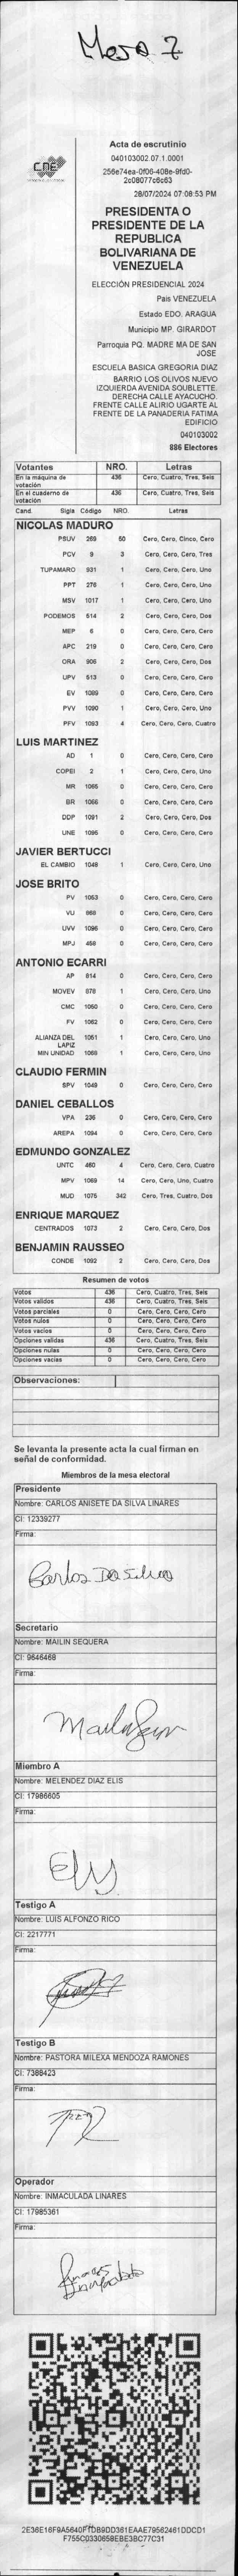 Mesa 7
CNE
Acta de escrutinio
040103002.07.1.0001
256e74ea-0f06-408e-9fd0-
2c08077c6c63
28/07/2024 07:08:53 PM
PRESIDENTA O
PRESIDENTE DE LA
REPUBLICA
BOLIVARIANA DE
VENEZUELA
ELECCIÓN PRESIDENCIAL 2024
Pais VENEZUELA
Estado EDO. ARAGUA
Municipio MP. GIRARDOT
Parroquia PQ. MADRE MA DE SAN
JOSE
ESCUELA BASICA GREGORIA DIAZ
BARRIO LOS OLIVOS NUEVO
IZQUIERDA AVENIDA SOUBLETTE.
DERECHA CALLE AYACUCHO.
FRENTE CALLE ALIRIO UGARTE AL
FRENTE DE LA PANADERIA FATIMA
EDIFICIO
040103002
886 Electores
Votantes NRO. Letras
En la máquina de votación 436 Cero, Cuatro, Tres, Seis
En el cuaderno de votación 436 Cero, Cuatro, Tres, Seis
Cand. Sigla Código NRO. Letras
NICOLAS MADURO
PSUV 269 50 Cero, Cero, Cinco, Cero
PCV 9 3 Cero, Cero, Cero, Tres
TUPAMARO 931 1 Cero, Cero, Cero, Uno
PPT 276 1 Cero, Cero, Cero, Uno
MSV 1017 1 Cero, Cero, Cero, Uno
PODEMOS 514 2 Cero, Cero, Cero, Dos
MEP 6 0 Cero, Cero, Cero, Cero
APC 219 0 Cero, Cero, Cero, Cero
ORA 906 2 Cero, Cero, Cero, Dos
UPV 513 0 Cero, Cero, Cero, Cero
EV 1089 0 Cero, Cero, Cero, Cero
PVV 1090 1 Cero, Cero, Cero, Uno
PFV 1093 4 Cero, Cero, Cero, Cuatro
LUIS MARTINEZ
AD 1 0 Cero, Cero, Cero, Cero
COPEI 2 1 Cero, Cero, Cero, Uno
MR 1065 0 Cero, Cero, Cero, Cero
BR 1066 0 Cero, Cero, Cero, Cero
DDP 1091 2 Cero, Cero, Cero, Dos
UNE 1095 0 Cero, Cero, Cero, Cero
JAVIER BERTUCCI
EL CAMBIO 1048 1 Cero, Cero, Cero, Uno
JOSE BRITO
PV 1053 0 Cero, Cero, Cero, Cero
VU 968 0 Cero, Cero, Cero, Cero
UVV 1096 0 Cero, Cero, Cero, Cero
MPJ 458 0 Cero, Cero, Cero, Cero
ANTONIO ECARRI
AP 814 0 Cero, Cero, Cero, Cero
MOVEV 878 1 Cero, Cero, Cero, Uno
CMC 1050 0 Cero, Cero, Cero, Cero
FV 1062 0 Cero, Cero, Cero, Cero
ALIANZA DEL LAPIZ 1051 1 Cero, Cero, Cero, Uno
MIN UNIDAD 1068 1 Cero, Cero, Cero, Uno
CLAUDIO FERMIN
SPV 1049 0 Cero, Cero, Cero, Cero
DANIEL CEBALLOS
VPA 236 0 Cero, Cero, Cero, Cero
AREPA 1094 0 Cero, Cero, Cero, Cero
EDMUNDO GONZALEZ
UNTC 460 4 Cero, Cero, Cero, Cuatro
MPV 1069 14 Cero, Cero, Uno, Cuatro
MUD 1075 342 Cero, Tres, Cuatro, Dos
ENRIQUE MARQUEZ
CENTRADOS 1073 2 Cero, Cero, Cero, Dos
BENJAMIN RAUSSEO
CONDE 1092 2 Cero, Cero, Cero, Dos
Resumen de votos
Votos 436 Cero, Cuatro, Tres, Seis
Votos validos 436 Cero, Cuatro, Tres, Seis
Votos parciales 0 Cero, Cero, Cero, Cero
Votos nulos 0 Cero, Cero, Cero, Cero
Votos vacios 0 Cero, Cero, Cero, Cero
Opciones validas 436 Cero, Cuatro, Tres, Seis
Opciones nulas 0 Cero, Cero, Cero, Cero
Opciones vacias 0 Cero, Cero, Cero, Cero
Observaciones:
Se levanta la presente acta la cual firman en
señal de conformidad.
Miembros de la mesa electoral
Presidente
Nombre: CARLOS ANISETE DA SILVA LINARES
CI: 12339277
Firma:
Carlos Da Silva
Secretario
Nombre: MAILIN SEQUERA
CI: 9646468
Firma:
Miembro A
Nombre: MELENDEZ DIAZ ELIS
CI: 17986605
Firma:
Testigo A
Nombre: LUIS ALFONZO RICO
CI: 2217771
Firma:
Testigo B
Nombre: PASTORA MILEXA MENDOZA RAMONES
CI: 7388423
Firma:
Operador
Nombre: INMACULADA LINARES
CI: 17985361
Firma:
2E36E16F9A5640F1DB9DD361EAAE79562461DDCD1
F755C0330658EBE3BC77C31